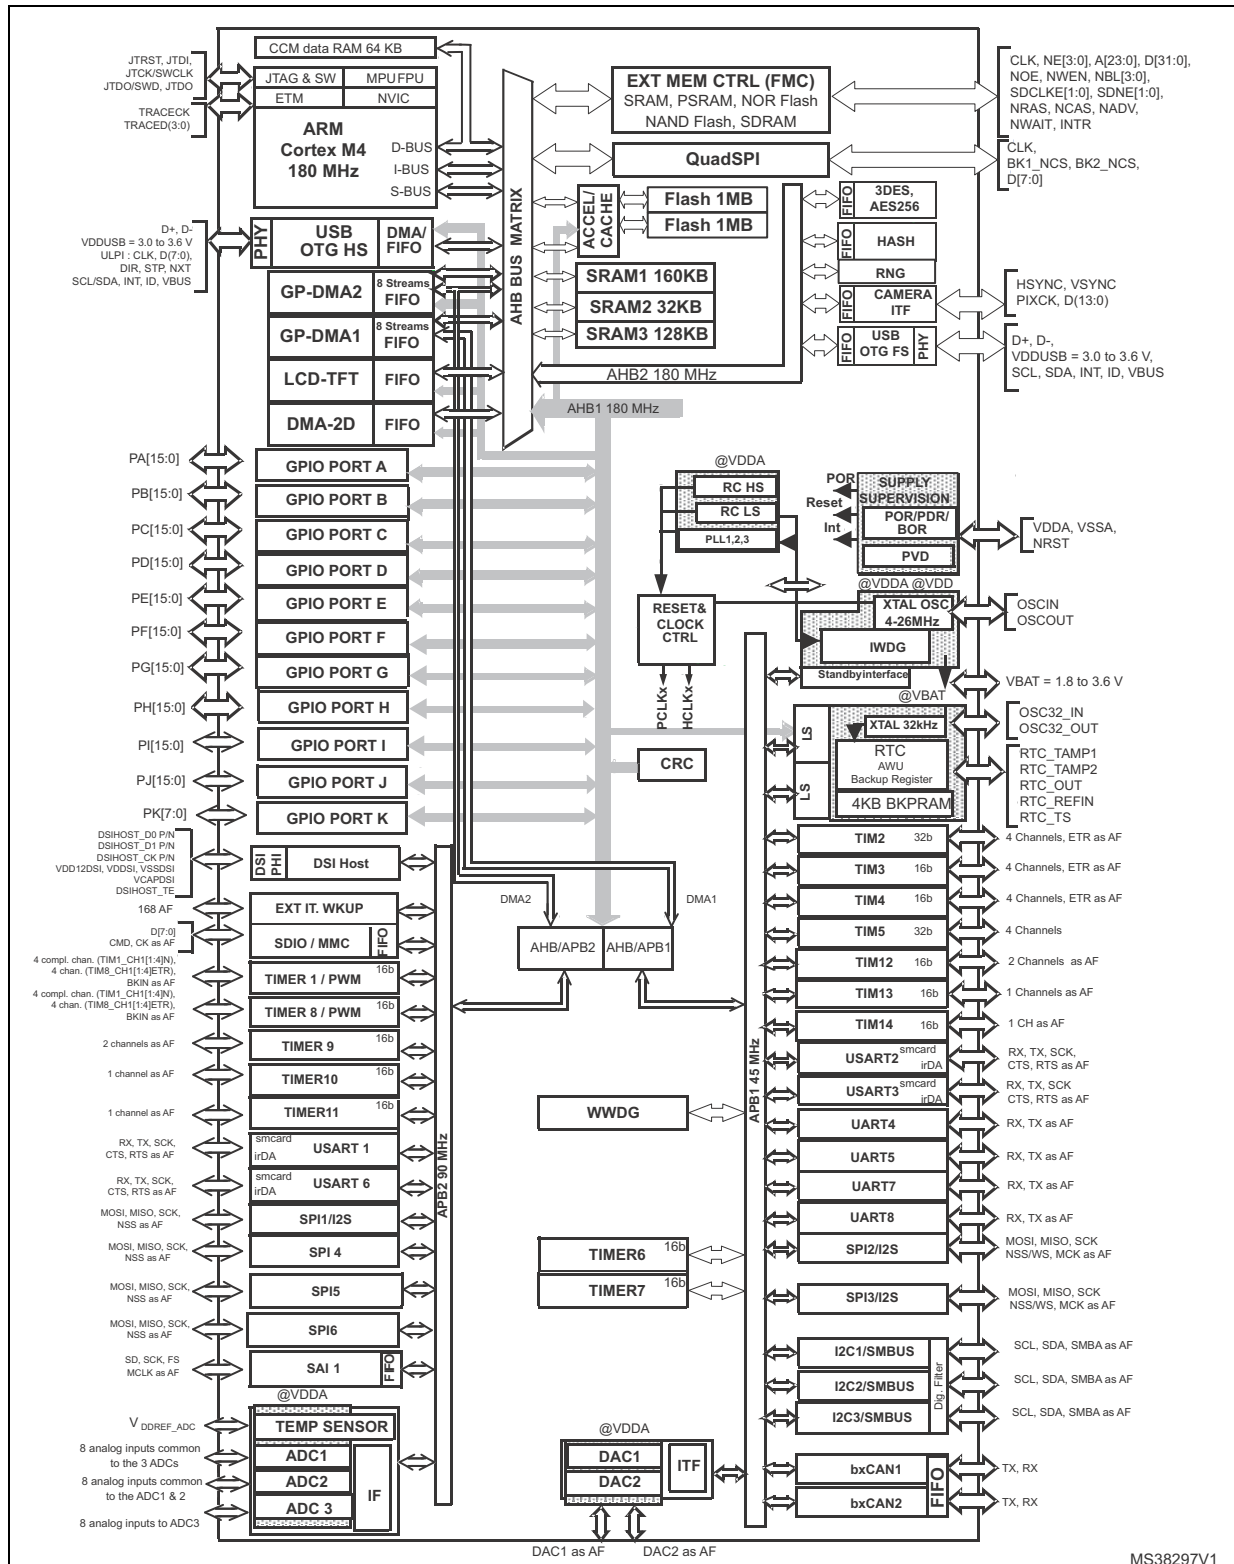 CCM data RAM 64 KB
JTRST, JTDI,
JTCK/SWCLK
JTDO/SWD, JTDO
JTAG & SW
MPUFPU
ETM
NVIC
TRACECK
TRACED(3:0)
ARM
Cortex M4
180 MHz
D-BUS
I-BUS
S-BUS
AHB BUS MATRIX
EXT MEM CTRL (FMC)
SRAM, PSRAM, NOR Flash
NAND Flash, SDRAM
CLK, NE[3:0], A[23:0], D[31:0],
NOE, NWEN, NBL[3:0],
SDCLKE[1:0], SDNE[1:0],
NRAS, NCAS, NADV,
NWAIT, INTR
QuadSPI
CLK,
BK1_NCS, BK2_NCS,
D[7:0]
ACCEL/
CACHE
Flash 1MB
Flash 1MB
SRAM1 160KB
SRAM2 32KB
SRAM3 128KB
FIFO
3DES,
AES256
FIFO
HASH
RNG
FIFO
CAMERA
ITF
HSYNC, VSYNC
PIXCK, D(13:0)
FIFO
USB
OTG FS
PHY
D+, D-,
VDDUSB = 3.0 to 3.6 V,
SCL, SDA, INT, ID, VBUS
AHB2 180 MHz
AHB1 180 MHz
D+, D-
VDDUSB = 3.0 to 3.6 V
ULPI : CLK, D(7:0),
DIR, STP, NXT
SCL/SDA, INT, ID, VBUS
PHY
USB
OTG HS
DMA/
FIFO
GP-DMA2
8 Streams
FIFO
GP-DMA1
8 Streams
FIFO
LCD-TFT
FIFO
DMA-2D
FIFO
PA[15:0]
GPIO PORT A
PB[15:0]
GPIO PORT B
PC[15:0]
GPIO PORT C
PD[15:0]
GPIO PORT D
PE[15:0]
GPIO PORT E
PF[15:0]
GPIO PORT F
PG[15:0]
GPIO PORT G
PH[15:0]
GPIO PORT H
PI[15:0]
GPIO PORT I
PJ[15:0]
GPIO PORT J
PK[7:0]
GPIO PORT K
@VDDA
RC HS
RC LS
PLL1,2,3
RESET&
CLOCK
CTRL
PCLKx
HCLKx
CRC
POR
Reset
Int
SUPPLY
SUPERVISION
POR/PDR/
BOR
PVD
VDDA, VSSA,
NRST
@VDDA @VDD
XTAL OSC
4-26MHz
OSCIN
OSCOUT
IWDG
Standbyinterface
@VBAT
VBAT = 1.8 to 3.6 V
LS
LS
XTAL 32kHz
OSC32_IN
OSC32_OUT
RTC
AWU
Backup Register
4KB BKPRAM
RTC_TAMP1
RTC_TAMP2
RTC_OUT
RTC_REFIN
RTC_TS
DSIHOST_D0 P/N
DSIHOST_D1 P/N
DSIHOST_CK P/N
VDD12DSI, VDDSI, VSSDSI
VCAPDSI
DSIHOST_TE
DSI
PHI
DSI Host
168 AF
EXT IT. WKUP
D[7:0]
CMD, CK as AF
SDIO / MMC
FIFO
4 compl. chan. (TIM1_CH1[1:4]N),
4 chan. (TIM8_CH1[1:4]ETR),
BKIN as AF
TIMER 1 / PWM
16b
4 compl. chan. (TIM1_CH1[1:4]N),
4 chan. (TIM8_CH1[1:4]ETR),
BKIN as AF
TIMER 8 / PWM
16b
2 channels as AF
TIMER 9
16b
1 channel as AF
TIMER10
16b
1 channel as AF
TIMER11
16b
RX, TX, SCK,
CTS, RTS as AF
smcard
irDA
USART 1
RX, TX, SCK,
CTS, RTS as AF
smcard
irDA
USART 6
MOSI, MISO, SCK,
NSS as AF
SPI1/I2S
MOSI, MISO, SCK,
NSS as AF
SPI 4
MOSI, MISO, SCK,
NSS as AF
SPI5
MOSI, MISO, SCK,
NSS as AF
SPI6
SD, SCK, FS
MCLK as AF
SAI 1
FIFO
@VDDA
VDDREF_ADC
TEMP SENSOR
8 analog inputs common
to the 3 ADCs
ADC1
8 analog inputs common
to the ADC1 & 2
ADC2
8 analog inputs to ADC3
ADC 3
IF
APB2 90 MHz
DMA2
DMA1
AHB/APB2
AHB/APB1
WWDG
TIMER6
16b
TIMER7
16b
@VDDA
DAC1
DAC2
ITF
DAC1 as AF
DAC2 as AF
APB1 45 MHz
TIM2
32b
4 Channels, ETR as AF
TIM3
16b
4 Channels, ETR as AF
TIM4
16b
4 Channels, ETR as AF
TIM5
32b
4 Channels
TIM12
16b
2 Channels as AF
TIM13
16b
1 Channels as AF
TIM14
16b
1 CH as AF
USART2
smcard
irDA
RX, TX, SCK,
CTS, RTS as AF
USART3
smcard
irDA
RX, TX, SCK
CTS, RTS as AF
UART4
RX, TX as AF
UART5
RX, TX as AF
UART7
RX, TX as AF
UART8
RX, TX as AF
SPI2/I2S
MOSI, MISO, SCK
NSS/WS, MCK as AF
SPI3/I2S
MOSI, MISO, SCK
NSS/WS, MCK as AF
I2C1/SMBUS
SCL, SDA, SMBA as AF
I2C2/SMBUS
SCL, SDA, SMBA as AF
I2C3/SMBUS
SCL, SDA, SMBA as AF
Dig. Filter
bxCAN1
TX, RX
bxCAN2
TX, RX
FIFO
MS38297V1